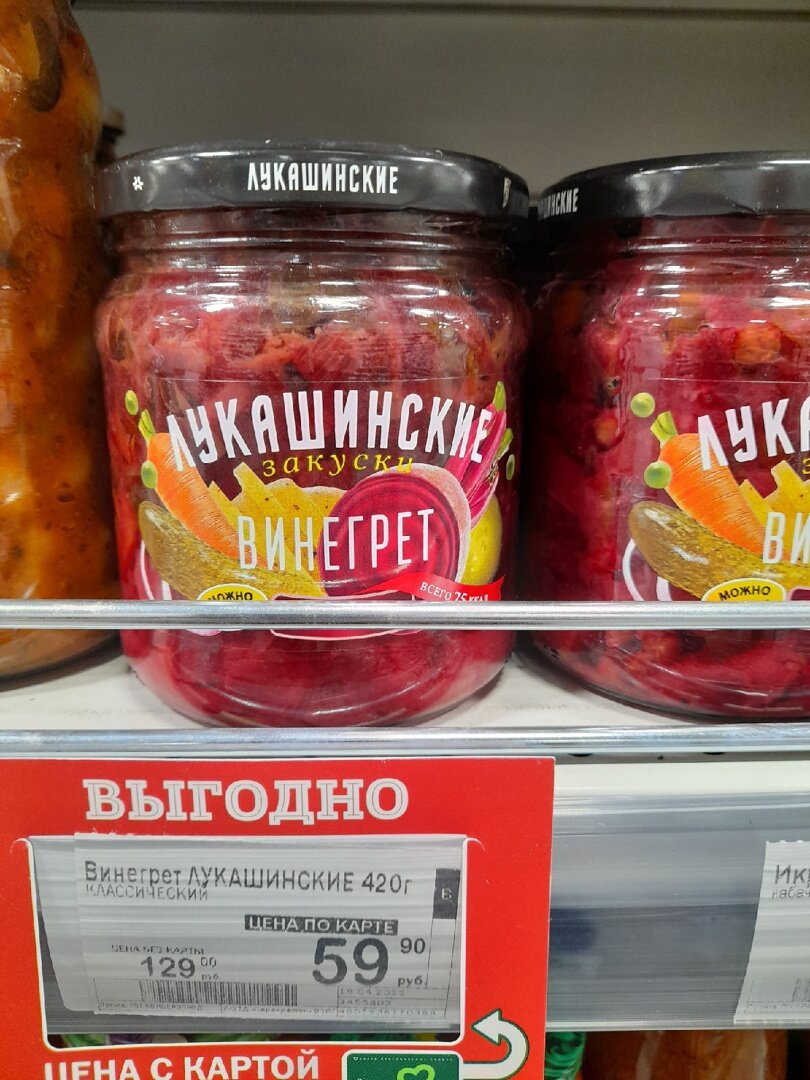 ЛУКАШИНСКИЕ
ЛУКАШИНСКИЕ
закуски
ВИНЕГРЕТ
ВСЕГО 75
МОЖНО
МОЖНО
ВЫГОДНО
Винегрет ЛУКАШИНСКИЕ 420г
КЛАССИЧЕСКИЙ
ЦЕНА ПО КАРТЕ
ЦЕНА БЕЗ КАРТЫ
129 00 руб.
59 90 руб.
ЦЕНА С КАРТОЙ